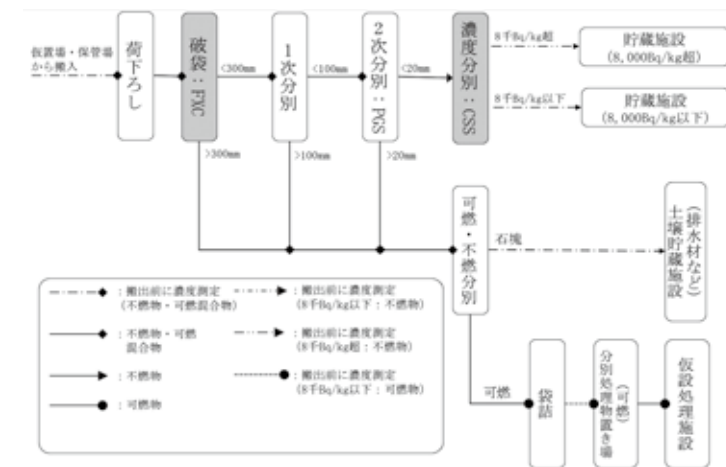 仮置場・保管場
から搬入
荷下ろし
破袋：FXC
<300mm
1次分別
<100mm
2次分別：PGS
<20mm
濃度分別：CSS
8千Bq/kg超
貯蔵施設
(8,000Bq/kg超)
8千Bq/kg以下
貯蔵施設
(8,000Bq/kg以下)
>300mm
>100mm
>20mm
可燃・不燃分別
石塊
土壌貯蔵施設
（排水材など）
可燃
袋詰
分別処理物置き場
（可燃）
仮設処理施設
：搬出前に濃度測定
(不燃物・可燃混合物)
：不燃物・可燃
混合物
：不燃物
：可燃物
：搬出前に濃度測定
(8千Bq/kg以下：不燃物)
：搬出前に濃度測定
(8千Bq/kg超：不燃物)
：搬出前に濃度測定
(8千Bq/kg以下：可燃物)